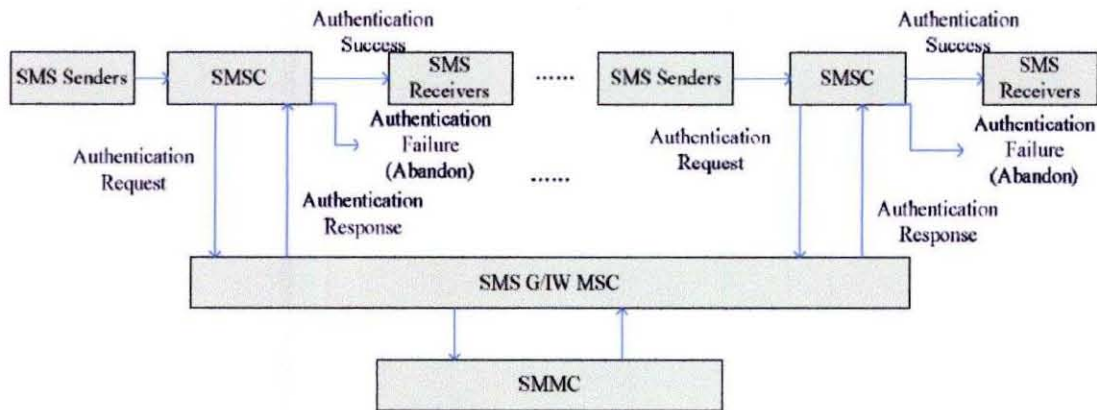 Authentication
Success
SMS Senders
SMSC
SMS
Receivers
......
SMS Senders
SMSC
Authentication
Success
SMS
Receivers
Authentication
Request
Authentication
Failure
(Abandon)
......
Authentication
Request
Authentication
Failure
(Abandon)
Authentication
Response
Authentication
Response
SMS G/IW MSC
SMMC